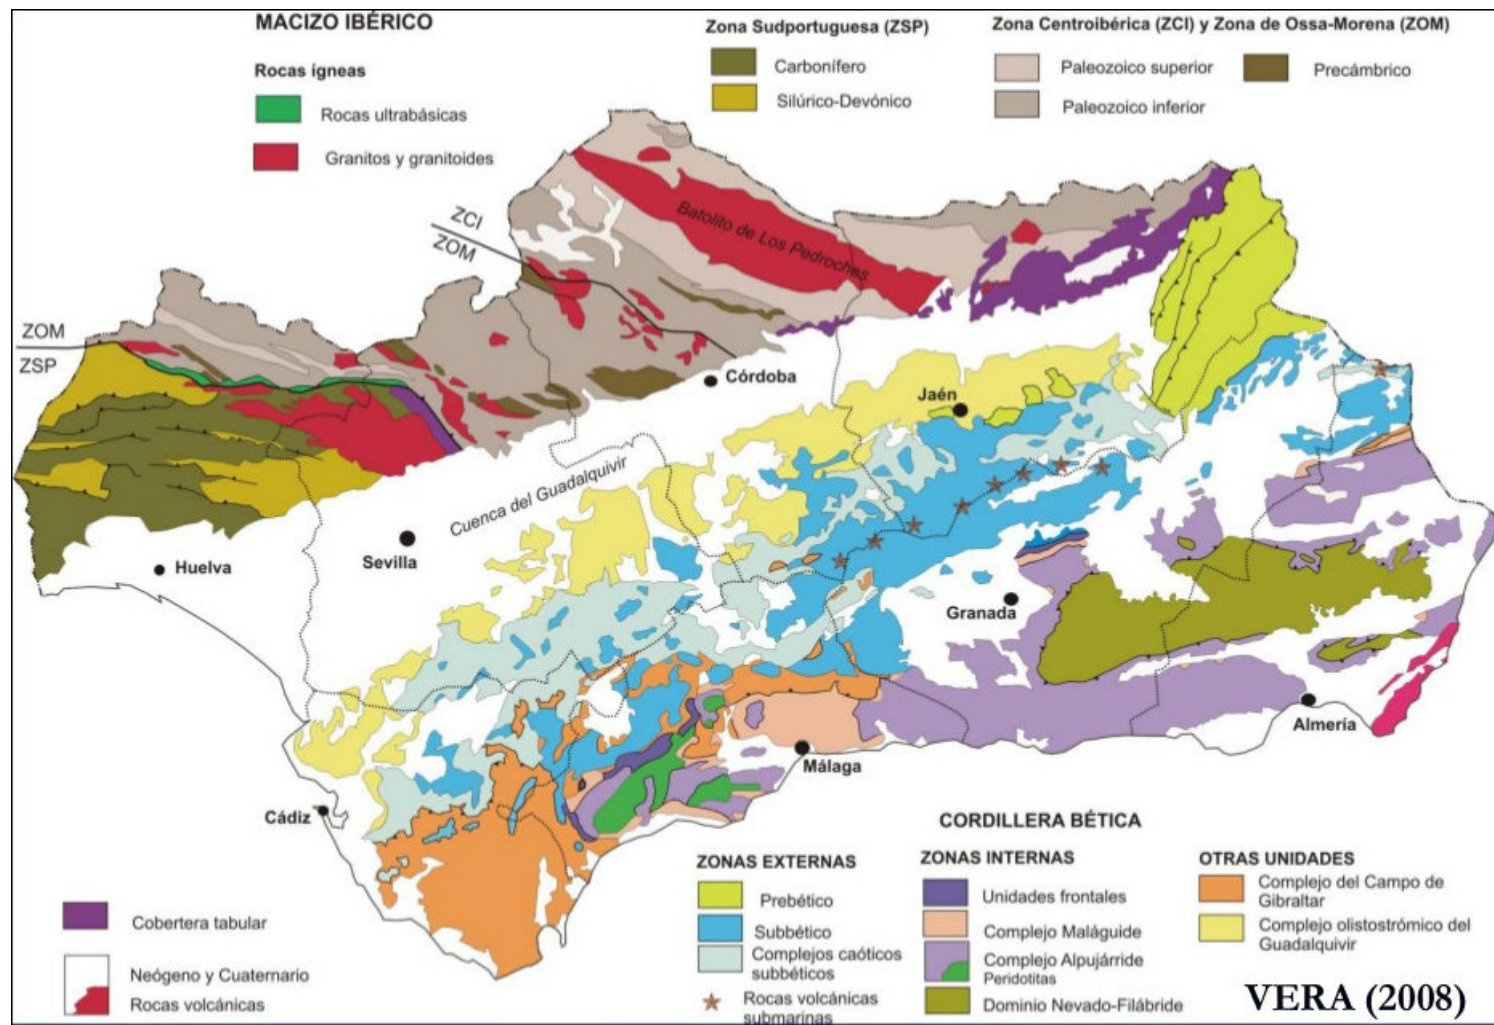 MACIZO IBÉRICO
Rocas ígneas
Rocas ultrabásicas
Granitos y granitoides
Zona Sudportuguesa (ZSP)
Carbonífero
Silúrico-Devónico
Zona Centroibérica (ZCI) y Zona de Ossa-Morena (ZOM)
Paleozoico superior
Precámbrico
Paleozoico inferior
ZCI
ZOM
Batolito de Los Pedroches
ZOM
ZSP
Córdoba
Jaén
Cuenca del Guadalquivir
Sevilla
Huelva
Granada
Almería
Málaga
Cádiz
CORDILLERA BÉTICA
ZONAS EXTERNAS
Prebético
Subbético
Complejos caóticos
subbéticos
Rocas volcánicas
submarinas
ZONAS INTERNAS
Unidades frontales
Complejo Maláguide
Complejo Alpujárride
Peridotitas
Dominio Nevado-Filábride
OTRAS UNIDADES
Complejo del Campo de
Gibraltar
Complejo olistostrómico del
Guadalquivir
Cobertera tabular
Neógeno y Cuaternario
Rocas volcánicas
VERA (2008)